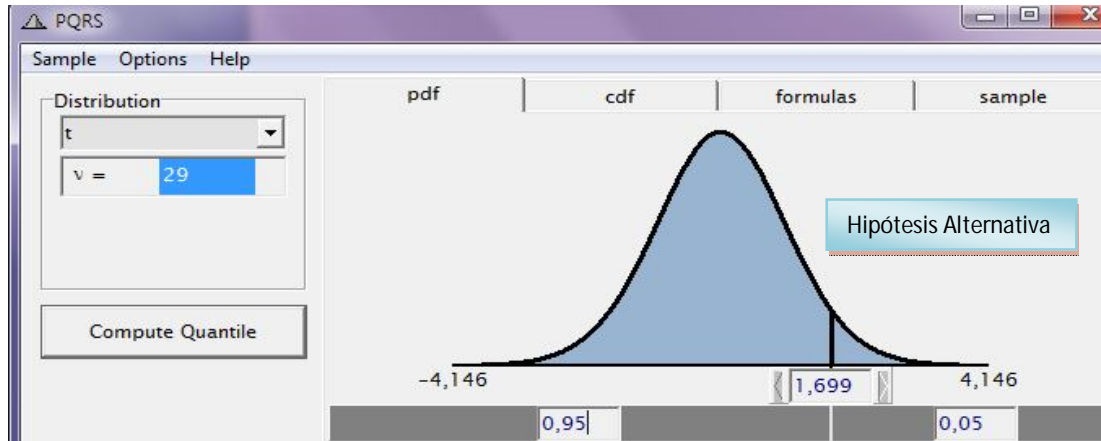 PQRS
Sample Options Help
Distribution
t
ν = 29
Compute Quantile
pdf cdf formulas sample
Hipótesis Alternativa
-4,146 1,699 4,146
0,95 0,05